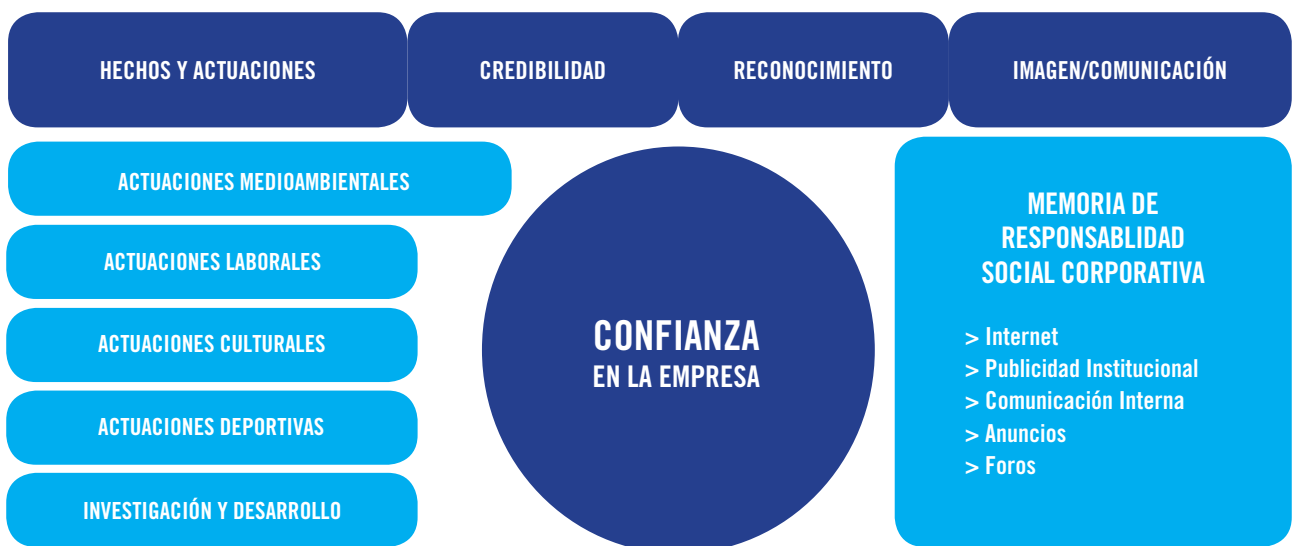 HECHOS Y ACTUACIONES
CREDIBILIDAD
RECONOCIMIENTO
IMAGEN/COMUNICACIÓN
ACTUACIONES MEDIOAMBIENTALES
ACTUACIONES LABORALES
ACTUACIONES CULTURALES
ACTUACIONES DEPORTIVAS
INVESTIGACIÓN Y DESARROLLO
CONFIANZA
EN LA EMPRESA
MEMORIA DE
RESPONSABLIDAD
SOCIAL CORPORATIVA
> Internet
> Publicidad Institucional
> Comunicación Interna
> Anuncios
> Foros